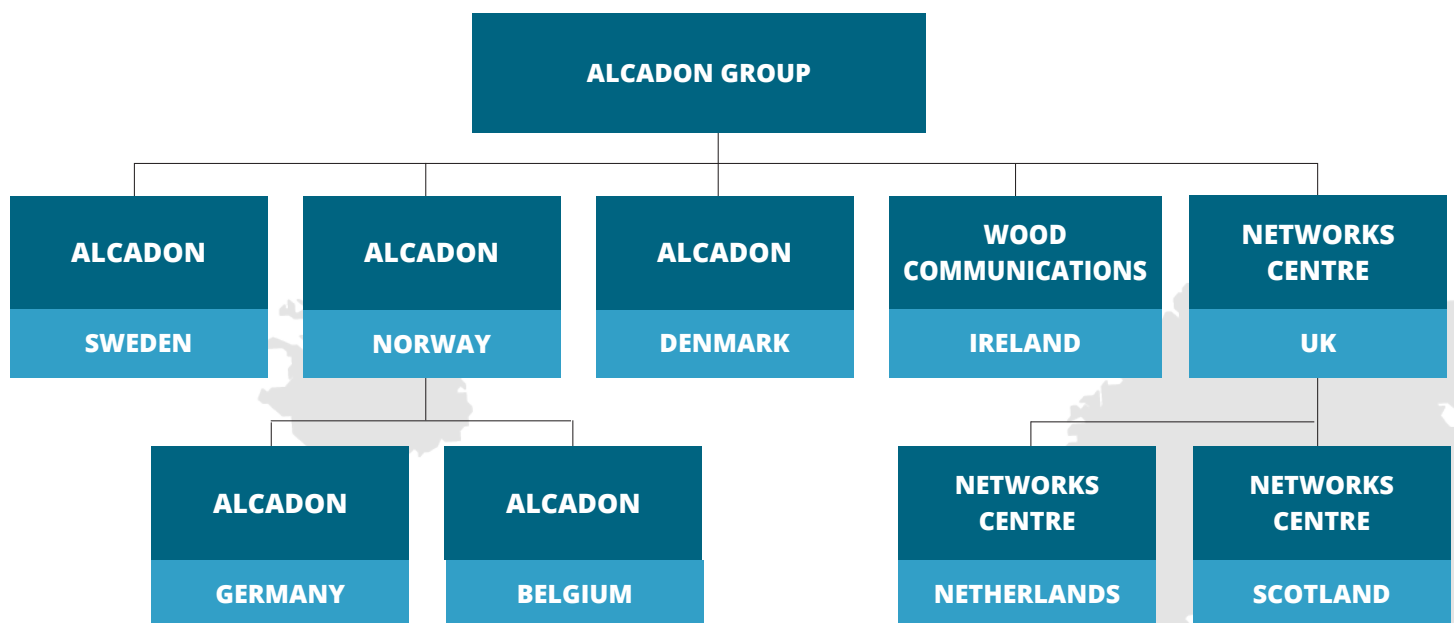 ALCADON GROUP
ALCADON
SWEDEN
ALCADON
NORWAY
ALCADON
DENMARK
WOOD
COMMUNICATIONS
IRELAND
NETWORKS
CENTRE
UK
ALCADON
GERMANY
ALCADON
BELGIUM
NETWORKS
CENTRE
NETHERLANDS
NETWORKS
CENTRE
SCOTLAND